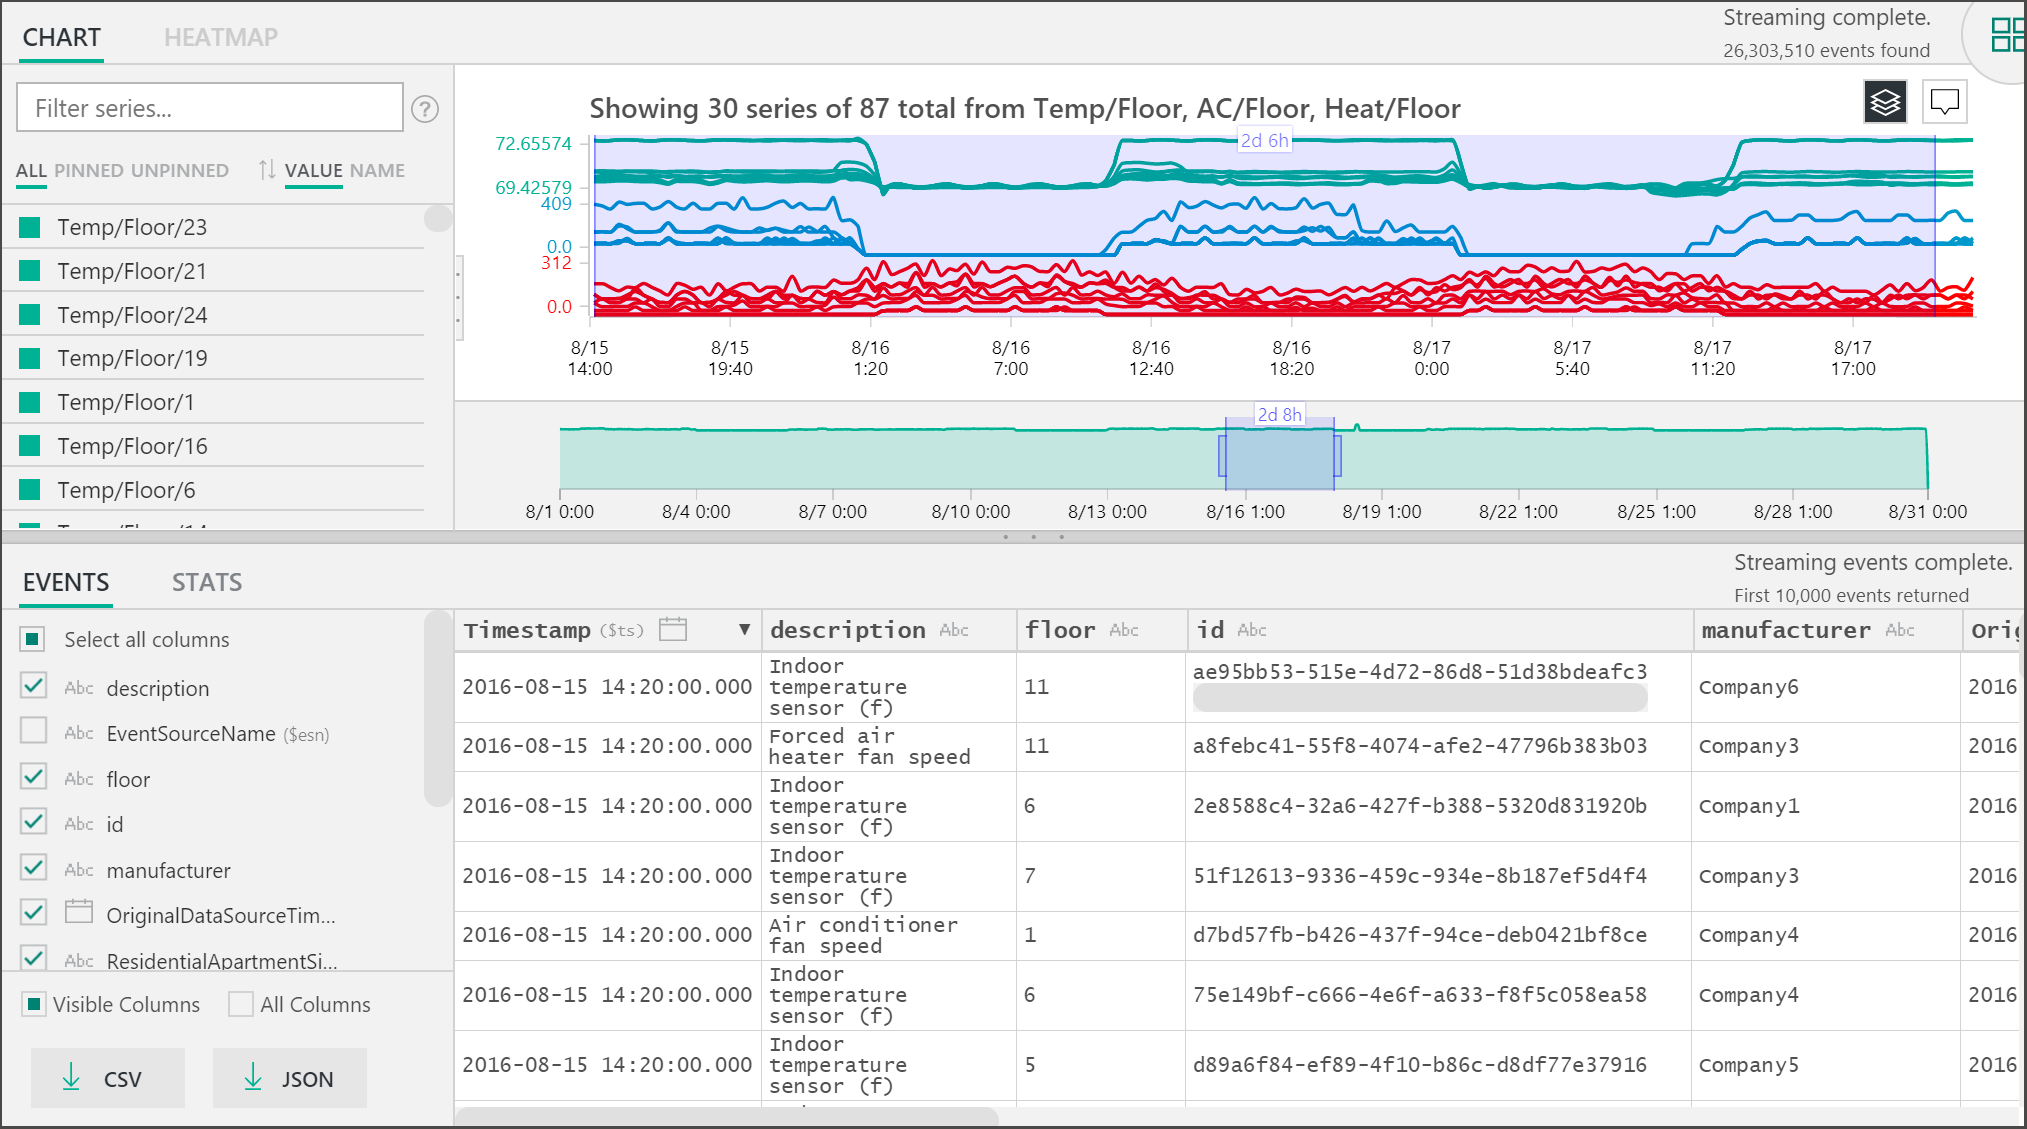 CHART
HEATMAP
Streaming complete.
26,303,510 events found
Filter series...
?
ALL PINNED UNPINNED
VALUE NAME
Temp/Floor/23
Temp/Floor/21
Temp/Floor/24
Temp/Floor/19
Temp/Floor/1
Temp/Floor/16
Temp/Floor/6
Showing 30 series of 87 total from Temp/Floor, AC/Floor, Heat/Floor
2d 6h
72.65574
69.42579
409
0.0
312
0.0
8/15 14:00
8/15 19:40
8/16 1:20
8/16 7:00
8/16 12:40
8/16 18:20
8/17 0:00
8/17 5:40
8/17 11:20
8/17 17:00
2d 8h
8/1 0:00
8/4 0:00
8/7 0:00
8/10 0:00
8/13 0:00
8/16 1:00
8/19 1:00
8/22 1:00
8/25 1:00
8/28 1:00
8/31 0:00
EVENTS
STATS
Streaming events complete.
First 10,000 events returned
Select all columns
Abc description
Abc EventSourceName ($esn)
Abc floor
Abc id
Abc manufacturer
OriginalDataSourceTim...
Abc ResidentialApartmentSi...
Visible Columns
All Columns
CSV
JSON
Timestamp ($ts) ▼ description Abc floor Abc id Abc manufacturer Abc Orig
2016-08-15 14:20:00.000 Indoor temperature sensor (f) 11 ae95bb53-515e-4d72-86d8-51d38bdeafc3 Company6 2016
2016-08-15 14:20:00.000 Forced air heater fan speed 11 a8febc41-55f8-4074-afe2-47796b383b03 Company3 2016
2016-08-15 14:20:00.000 Indoor temperature sensor (f) 6 2e8588c4-32a6-427f-b388-5320d831920b Company1 2016
2016-08-15 14:20:00.000 Indoor temperature sensor (f) 7 51f12613-9336-459c-934e-8b187ef5d4f4 Company3 2016
2016-08-15 14:20:00.000 Air conditioner fan speed 1 d7bd57fb-b426-437f-94ce-deb0421bf8ce Company4 2016
2016-08-15 14:20:00.000 Indoor temperature sensor (f) 6 75e149bf-c666-4e6f-a633-f8f5c058ea58 Company4 2016
2016-08-15 14:20:00.000 Indoor temperature sensor (f) 5 d89a6f84-ef89-4f10-b86c-d8df77e37916 Company5 2016